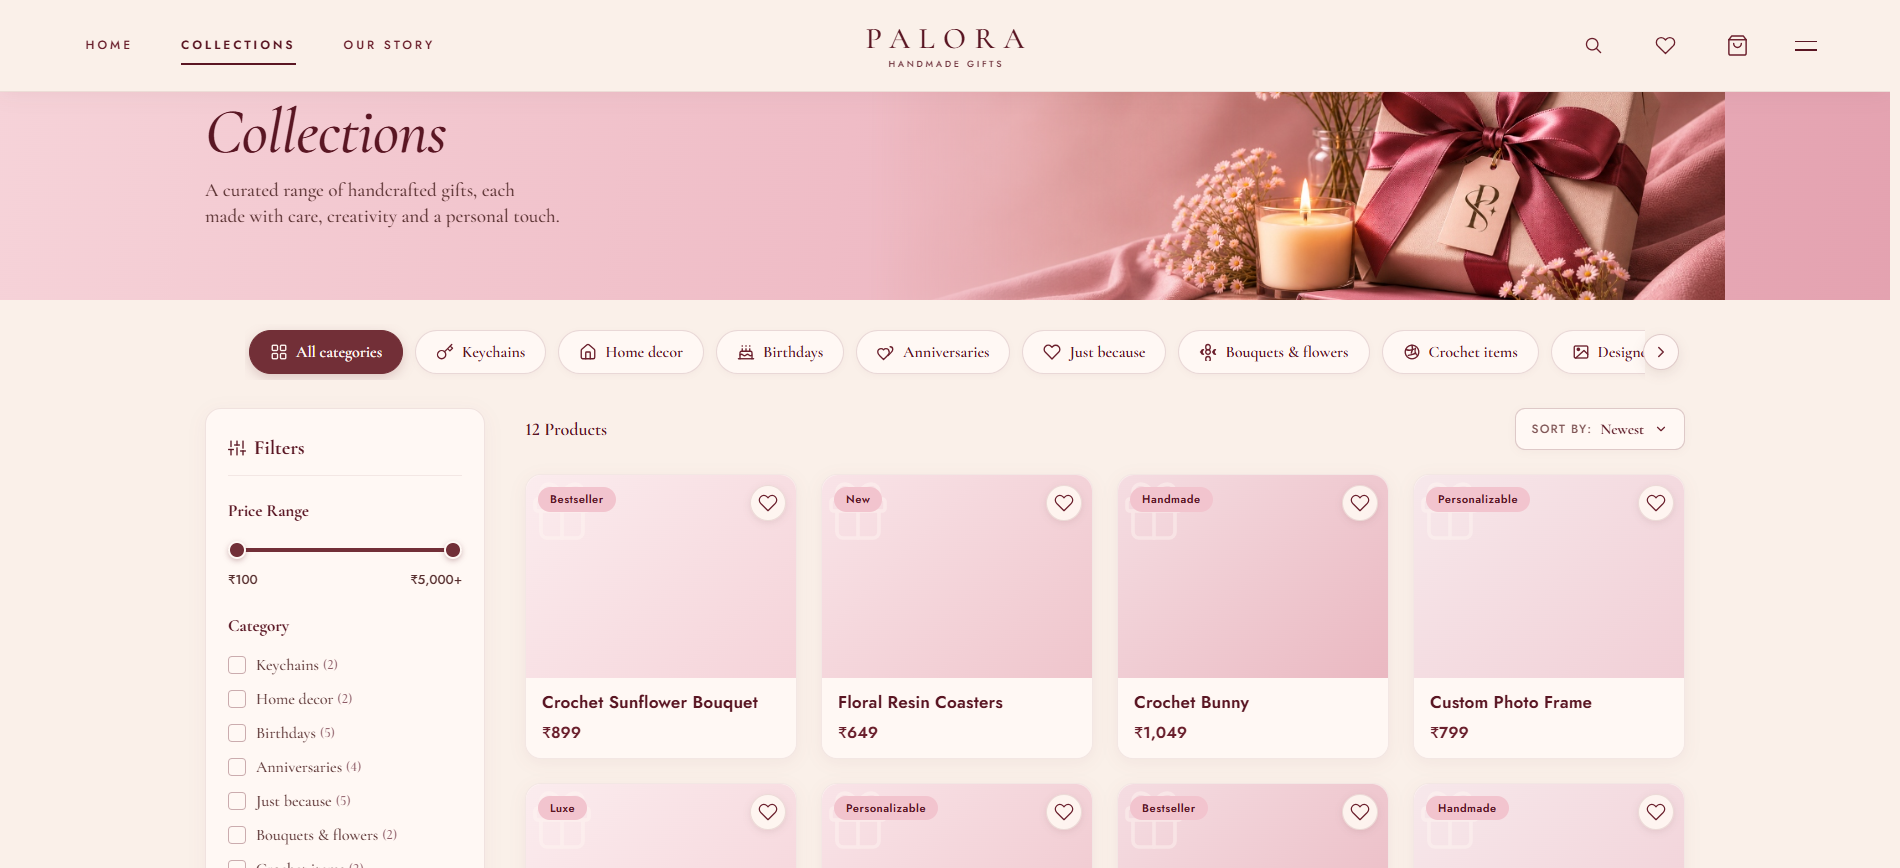 HOME
COLLECTIONS
OUR STORY
PALORA
HANDMADE GIFTS
Collections
A curated range of handcrafted gifts, each
made with care, creativity and a personal touch.
All categories
Keychains
Home decor
Birthdays
Anniversaries
Just because
Bouquets & flowers
Crochet items
Filters
Price Range
₹100
₹5,000+
Category
Keychains (2)
Home decor (2)
Birthdays (5)
Anniversaries (4)
Just because (5)
Bouquets & flowers (2)
12 Products
SORT BY: Newest
Bestseller
New
Handmade
Personalizable
Crochet Sunflower Bouquet
₹899
Floral Resin Coasters
₹649
Crochet Bunny
₹1,049
Custom Photo Frame
₹799
Luxe
Personalizable
Bestseller
Handmade